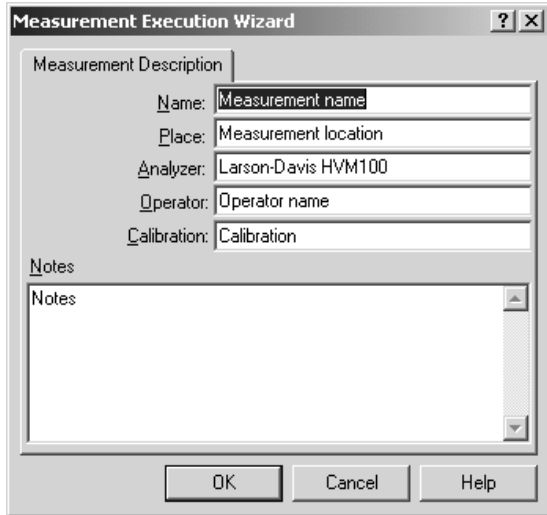 Measurement Execution Wizard
Measurement Description
Name: Measurement name
Place: Measurement location
Analyzer: Larson-Davis HVM100
Operator: Operator name
Calibration: Calibration
Notes
Notes
OK Cancel Help